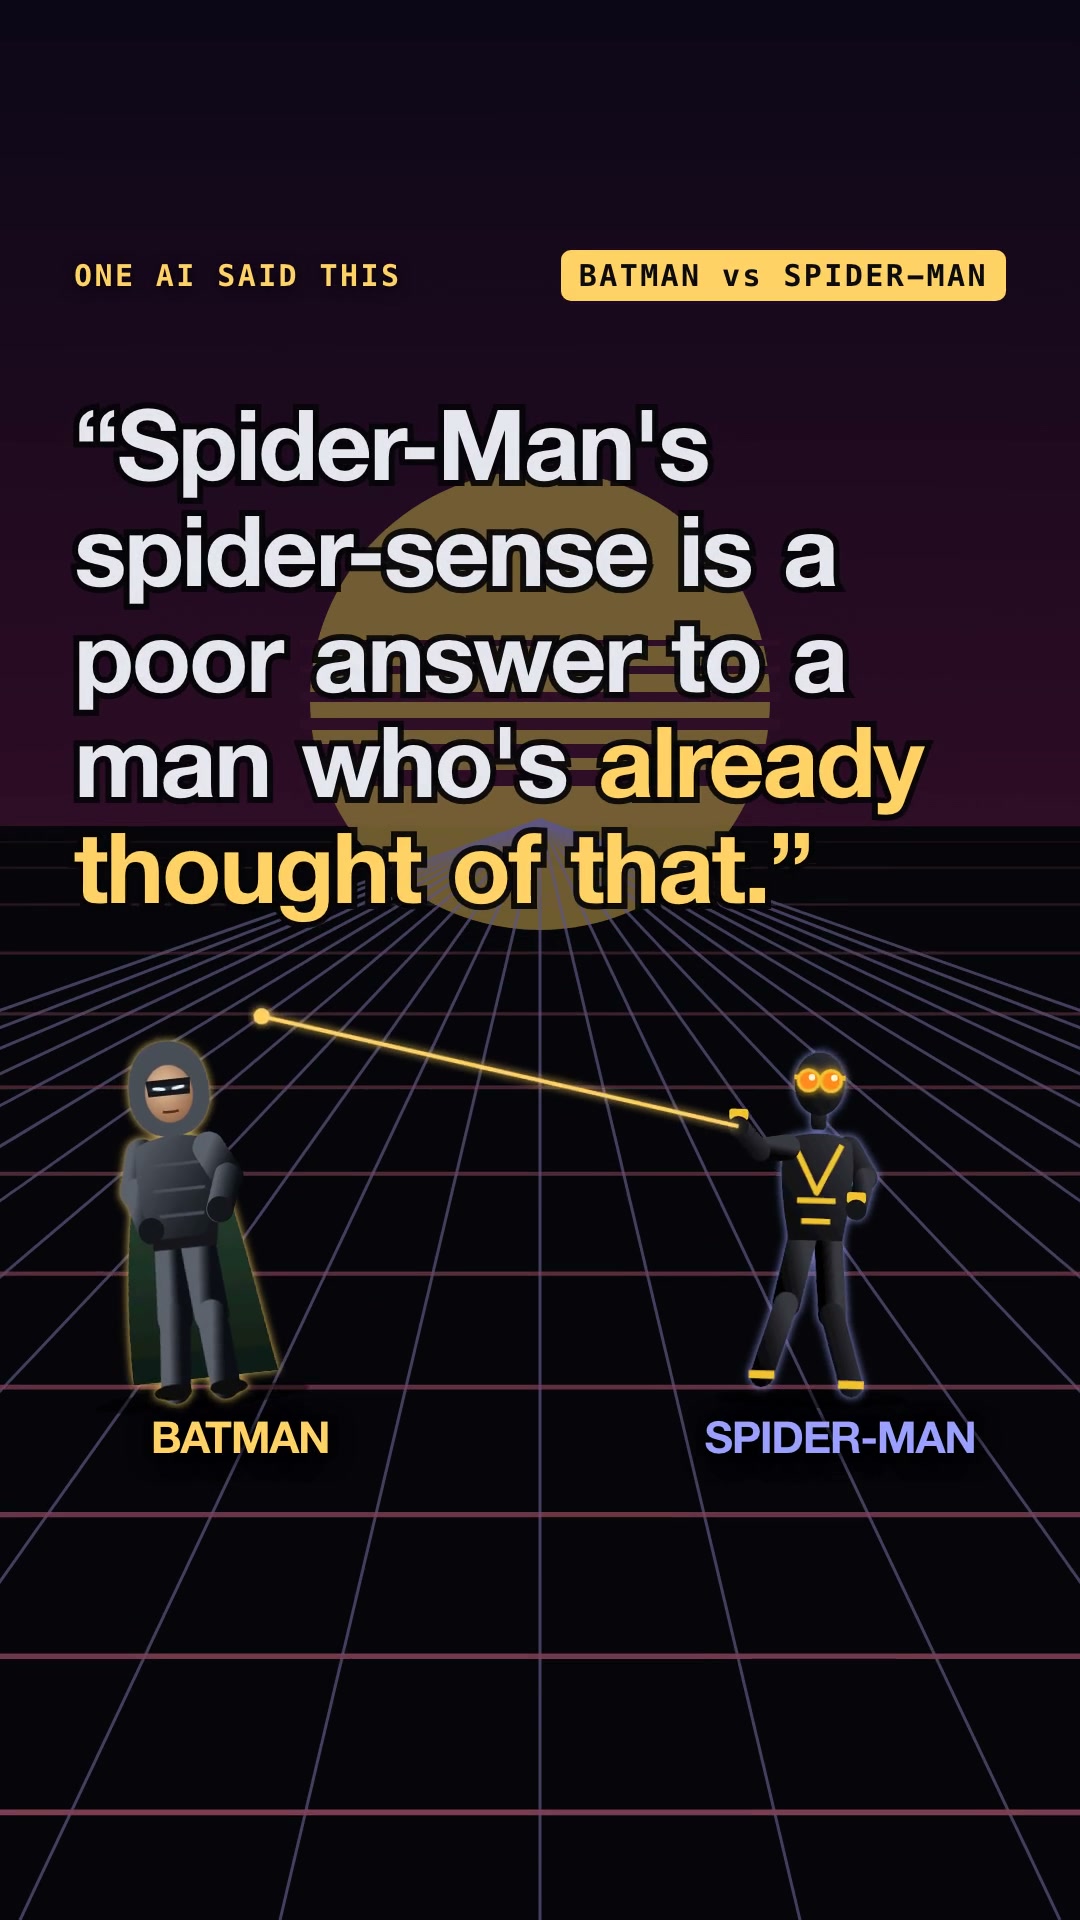 ONE AI SAID THIS
BATMAN vs SPIDER–MAN
“Spider-Man's
spider-sense is a
poor answer to a
man who's already
thought of that.”
BATMAN
SPIDER-MAN